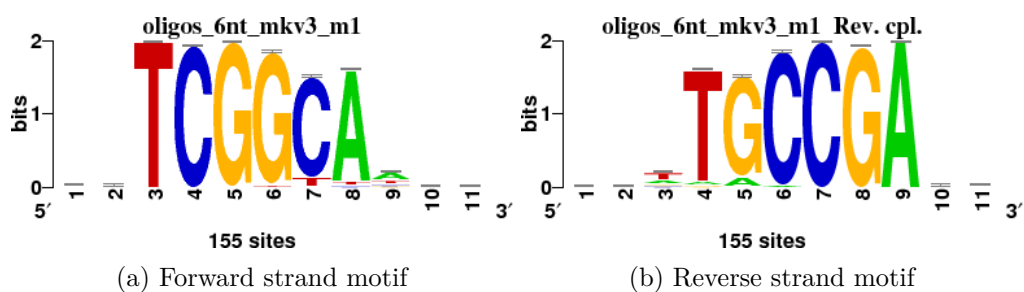 oligos_6nt_mkv3_m1
2
1
0
bits
TCGGCAA
1 2 3 4 5 6 7 8 9 10 11
5′ 3′
155 sites
(a) Forward strand motif
oligos_6nt_mkv3_m1 Rev. cpl.
2
1
0
bits
TTGCCGA
1 2 3 4 5 6 7 8 9 10 11
5′ 3′
155 sites
(b) Reverse strand motif